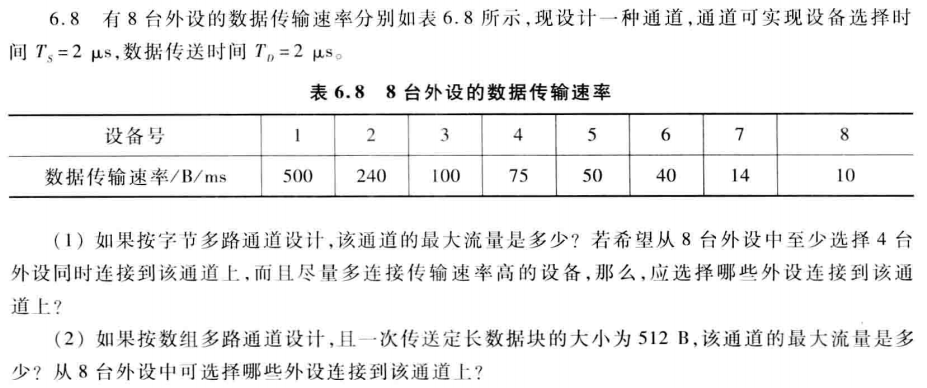 6.8 有 8 台外设的数据传输速率分别如表 6.8 所示,现设计一种通道,通道可实现设备选择时
间 T_S = 2 μs,数据传送时间 T_D = 2 μs。
表 6.8 8 台外设的数据传输速率
设备号 1 2 3 4 5 6 7 8
数据传输速率/B/ms 500 240 100 75 50 40 14 10
(1) 如果按字节多路通道设计,该通道的最大流量是多少? 若希望从 8 台外设中至少选择 4 台
外设同时连接到该通道上,而且尽量多连接传输速率高的设备,那么,应选择哪些外设连接到该通
道上?
(2) 如果按数组多路通道设计,且一次传送定长数据块的大小为 512 B,该通道的最大流量是多
少? 从 8 台外设中可选择哪些外设连接到该通道上?